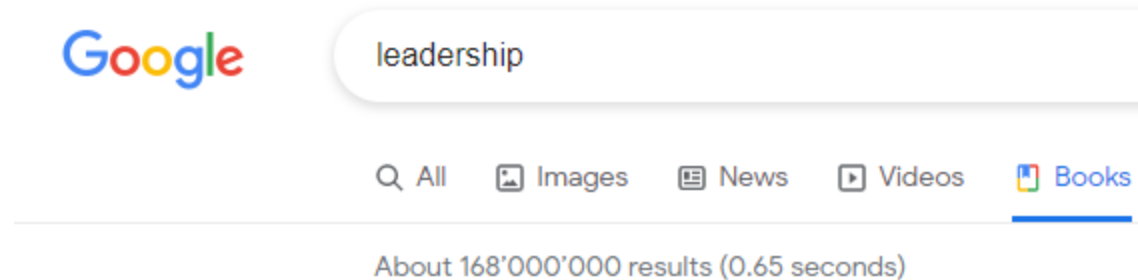 Google
leadership
All Images News Videos Books
About 168’000’000 results (0.65 seconds)